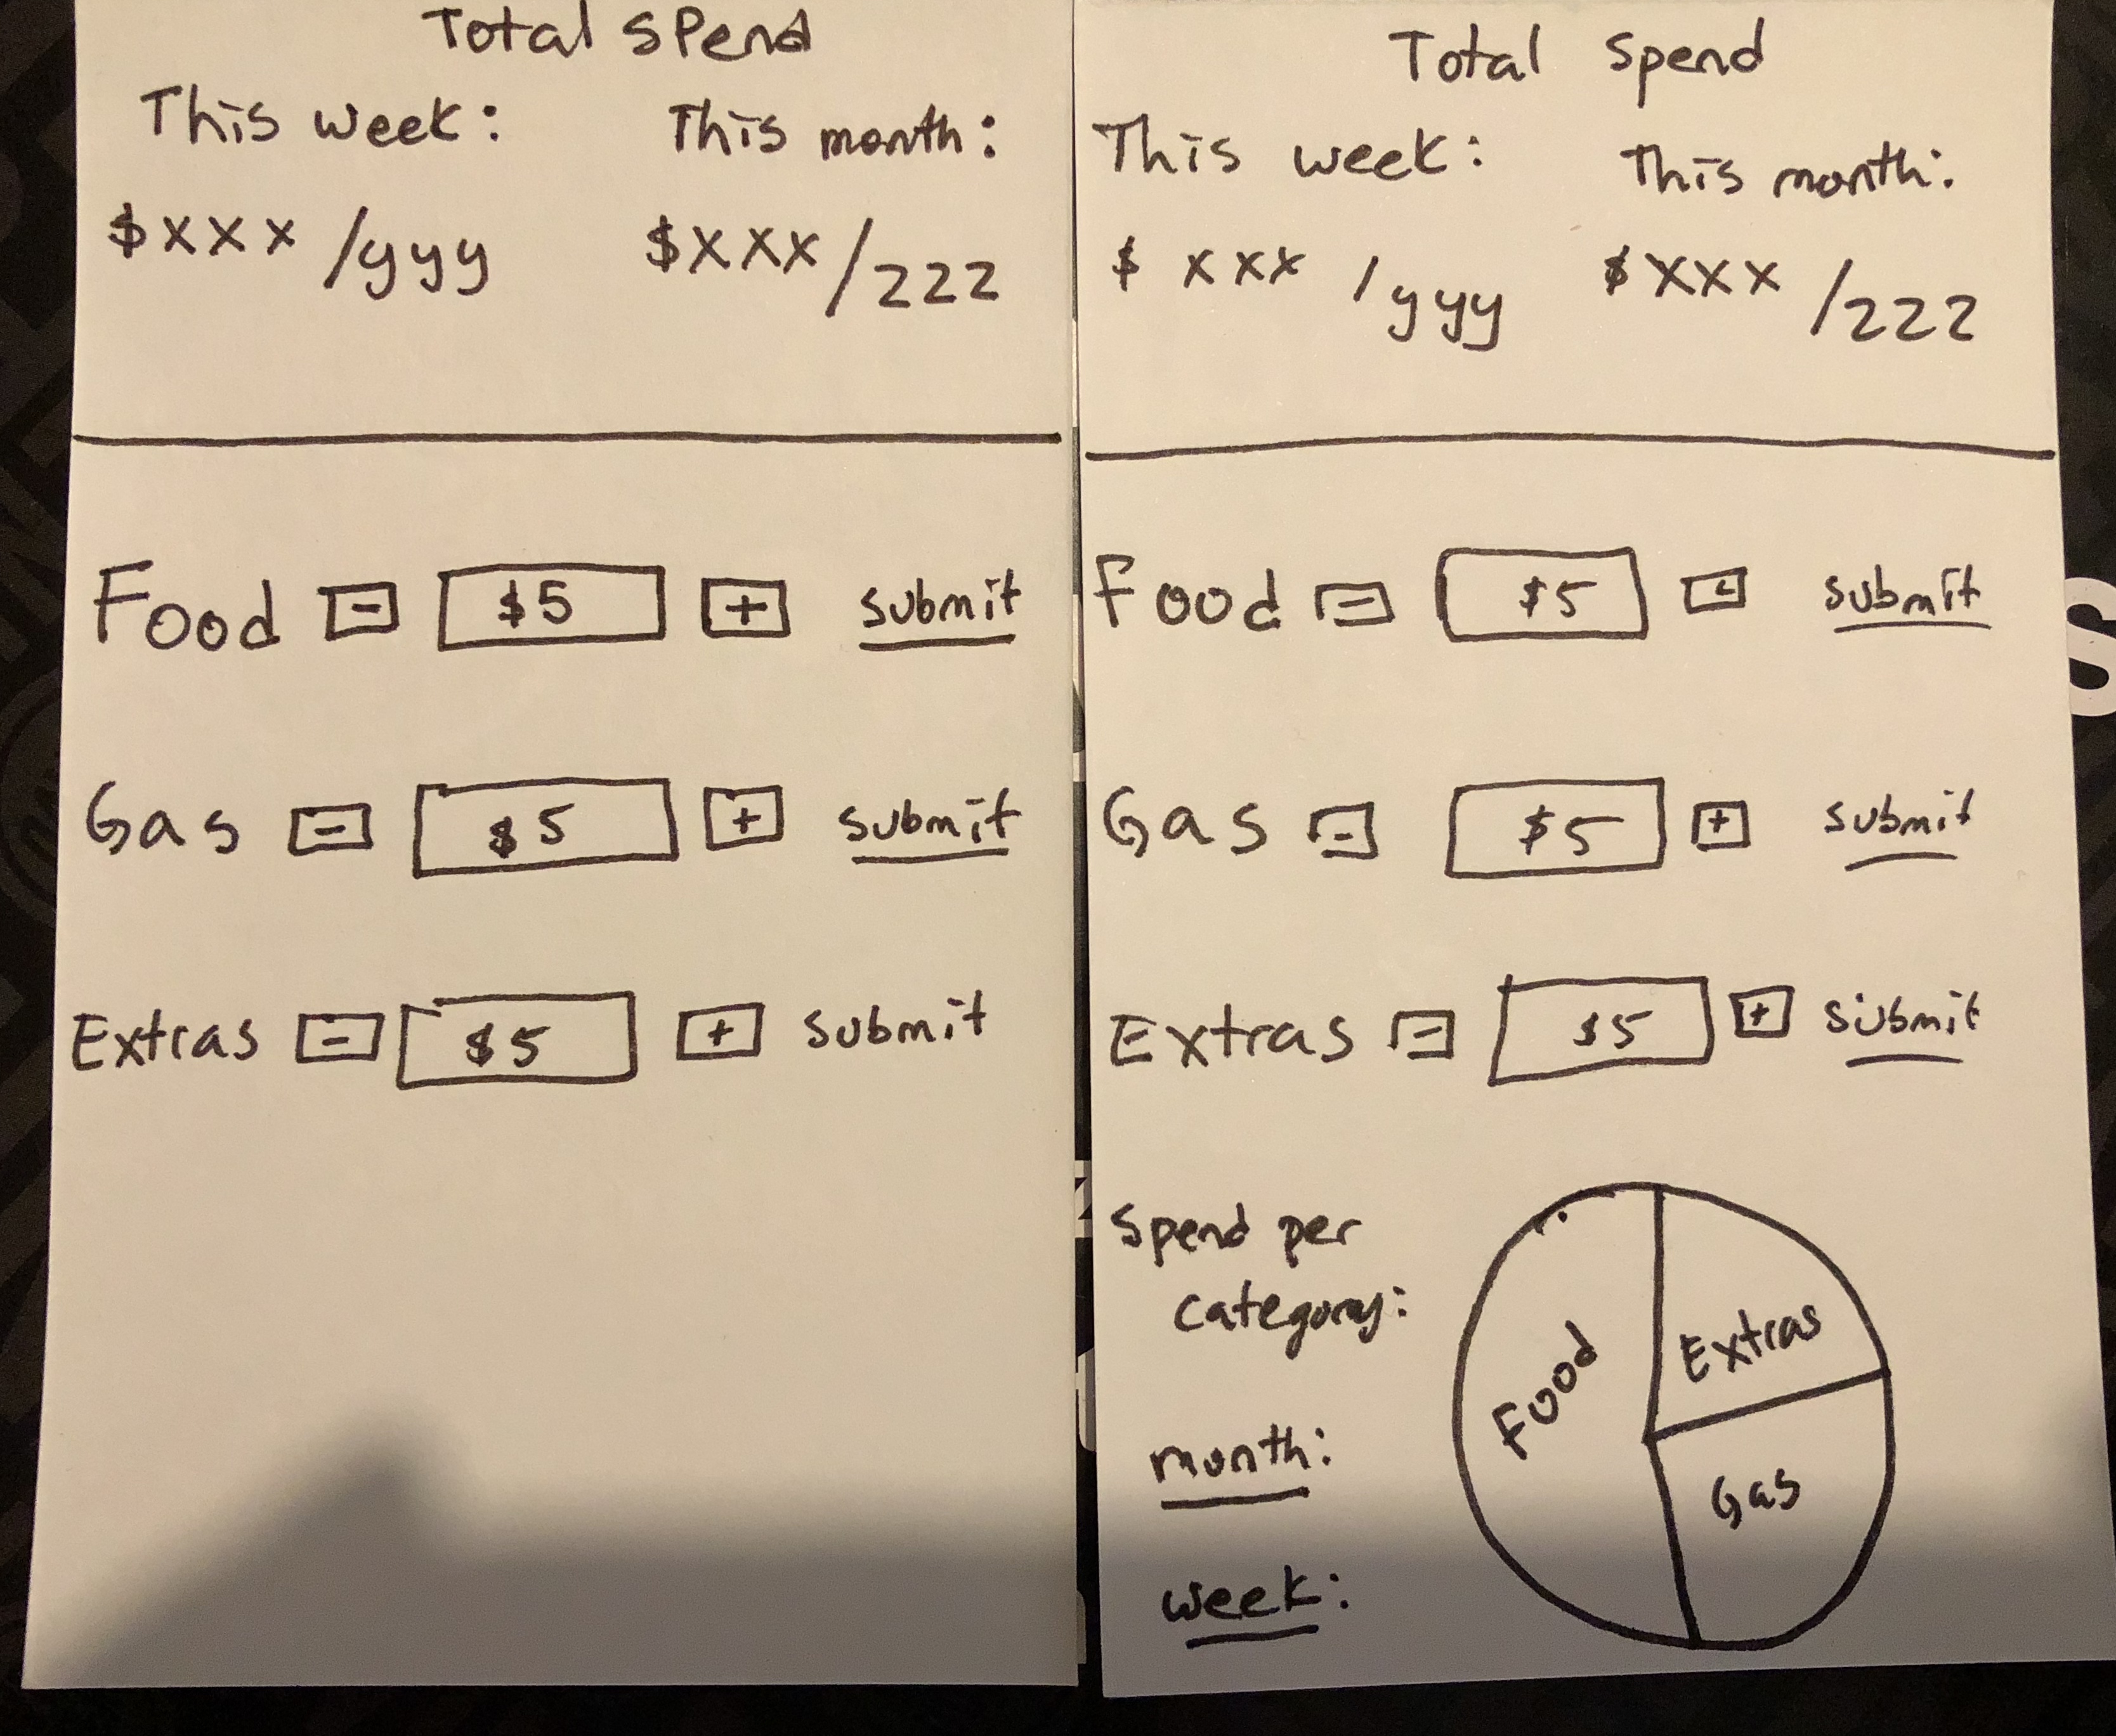 Total Spend
This week: This month:
$xxx /yyy $xxx/zzz
Food - $5 + submit
Gas - $5 + submit
Extras - $5 + submit
Total Spend
This week: This month:
$ xxx /yyy $xxx /zzz
Food - $5 + submit
Gas - $5 + submit
Extras - $5 + submit
Spend per
category:
month:
week:
Food
Extras
Gas
S